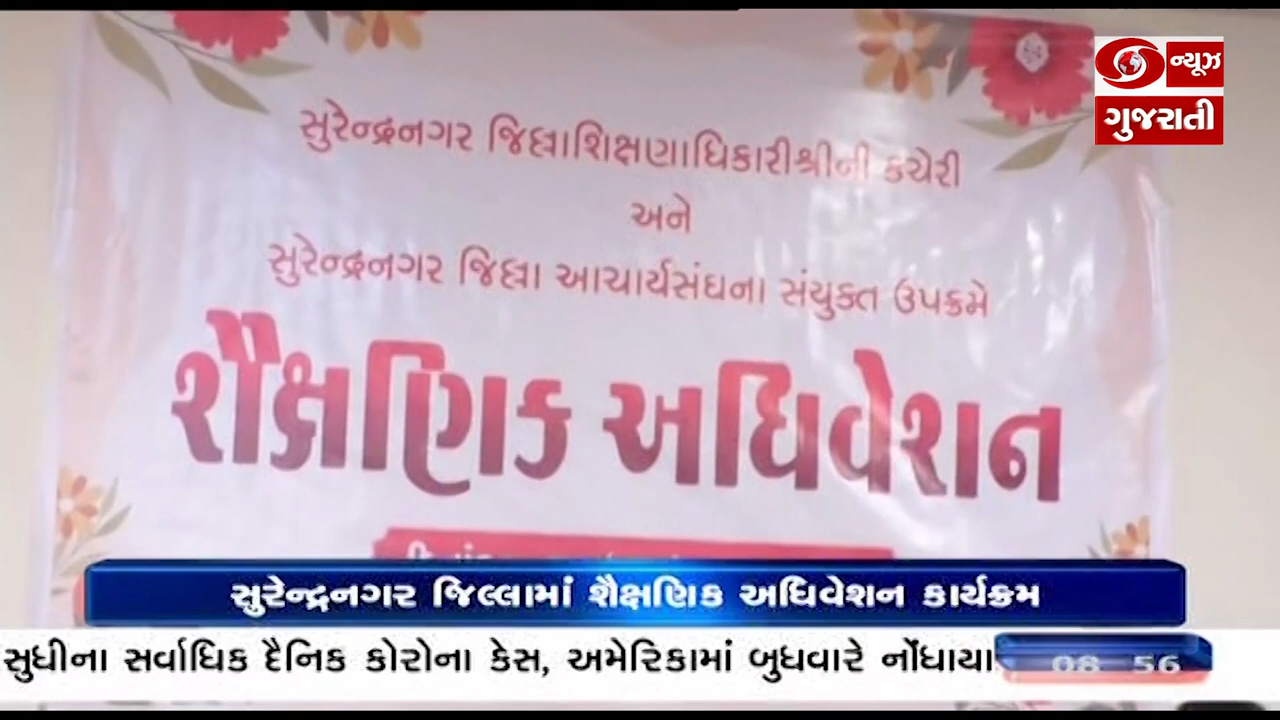 ન્યૂઝ
ગુજરાતી
સુરેન્દ્રનગર જિલ્લાશિક્ષણાધિકારીશ્રીની કચેરી
અને
સુરેન્દ્રનગર જિલ્લા આચાર્યસંઘના સંયુક્ત ઉપક્રમે
શૈક્ષણિક અધિવેશન
સુરેન્દ્રનગર જિલ્લામાં શૈક્ષણિક અધિવેશન કાર્યક્રમ
સુધીના સર્વાધિક દૈનિક કોરોના કેસ, અમેરિકામાં બુધવારે નોંધાયા
08 56